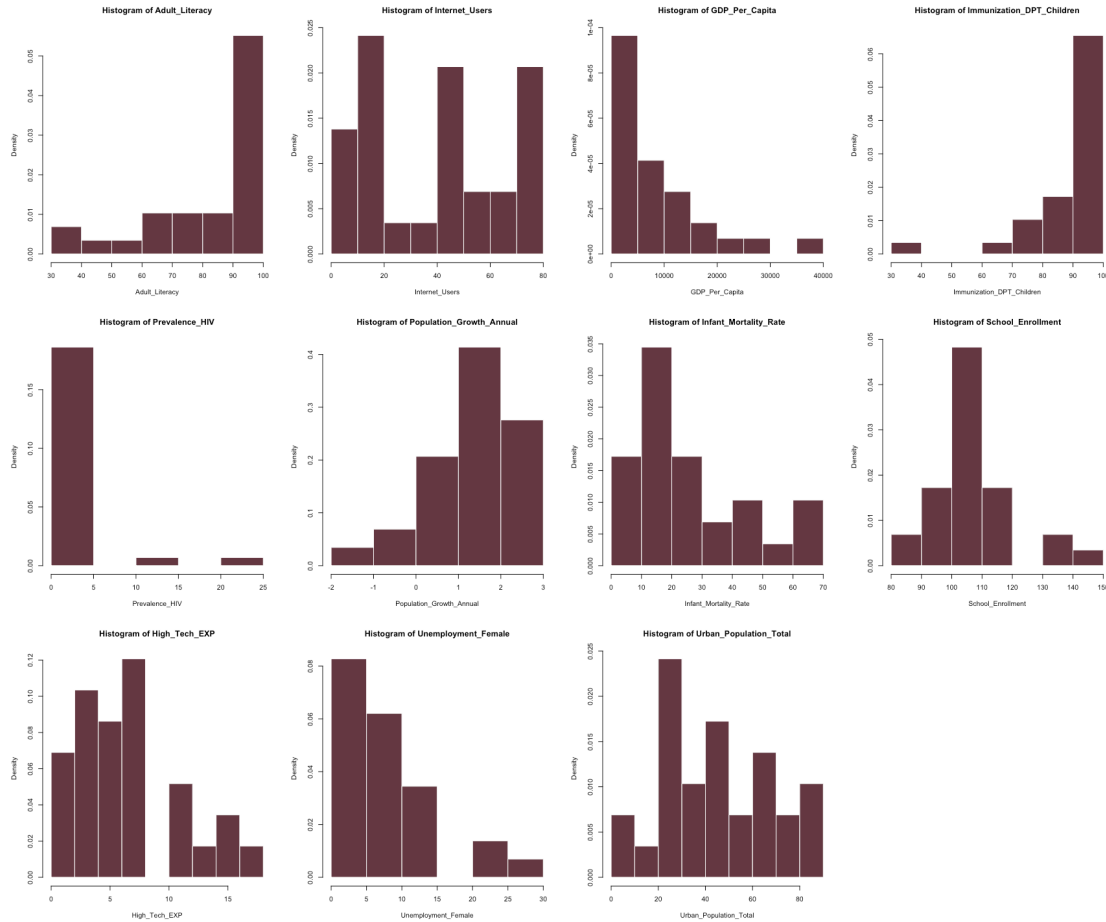 Histogram of Adult_Literacy
Density
0.00 0.01 0.02 0.03 0.04 0.05
30 40 50 60 70 80 90 100
Adult_Literacy
Histogram of Internet_Users
Density
0.000 0.005 0.010 0.015 0.020 0.025
0 20 40 60 80
Internet_Users
Histogram of GDP_Per_Capita
Density
0e+00 2e-05 4e-05 6e-05 8e-05 1e-04
0 10000 20000 30000 40000
GDP_Per_Capita
Histogram of Immunization_DPT_Children
Density
0.00 0.01 0.02 0.03 0.04 0.05 0.06
30 40 50 60 70 80 90 100
Immunization_DPT_Children
Histogram of Prevalence_HIV
Density
0.00 0.05 0.10 0.15
0 5 10 15 20 25
Prevalence_HIV
Histogram of Population_Growth_Annual
Density
0.0 0.1 0.2 0.3 0.4
-2 -1 0 1 2 3
Population_Growth_Annual
Histogram of Infant_Mortality_Rate
Density
0.000 0.005 0.010 0.015 0.020 0.025 0.030 0.035
0 10 20 30 40 50 60 70
Infant_Mortality_Rate
Histogram of School_Enrollment
Density
0.00 0.01 0.02 0.03 0.04 0.05
80 90 100 110 120 130 140 150
School_Enrollment
Histogram of High_Tech_EXP
Density
0.00 0.02 0.04 0.06 0.08 0.10 0.12
0 5 10 15
High_Tech_EXP
Histogram of Unemployment_Female
Density
0.00 0.02 0.04 0.06 0.08
0 5 10 15 20 25 30
Unemployment_Female
Histogram of Urban_Population_Total
Density
0.000 0.005 0.010 0.015 0.020 0.025
0 20 40 60 80
Urban_Population_Total